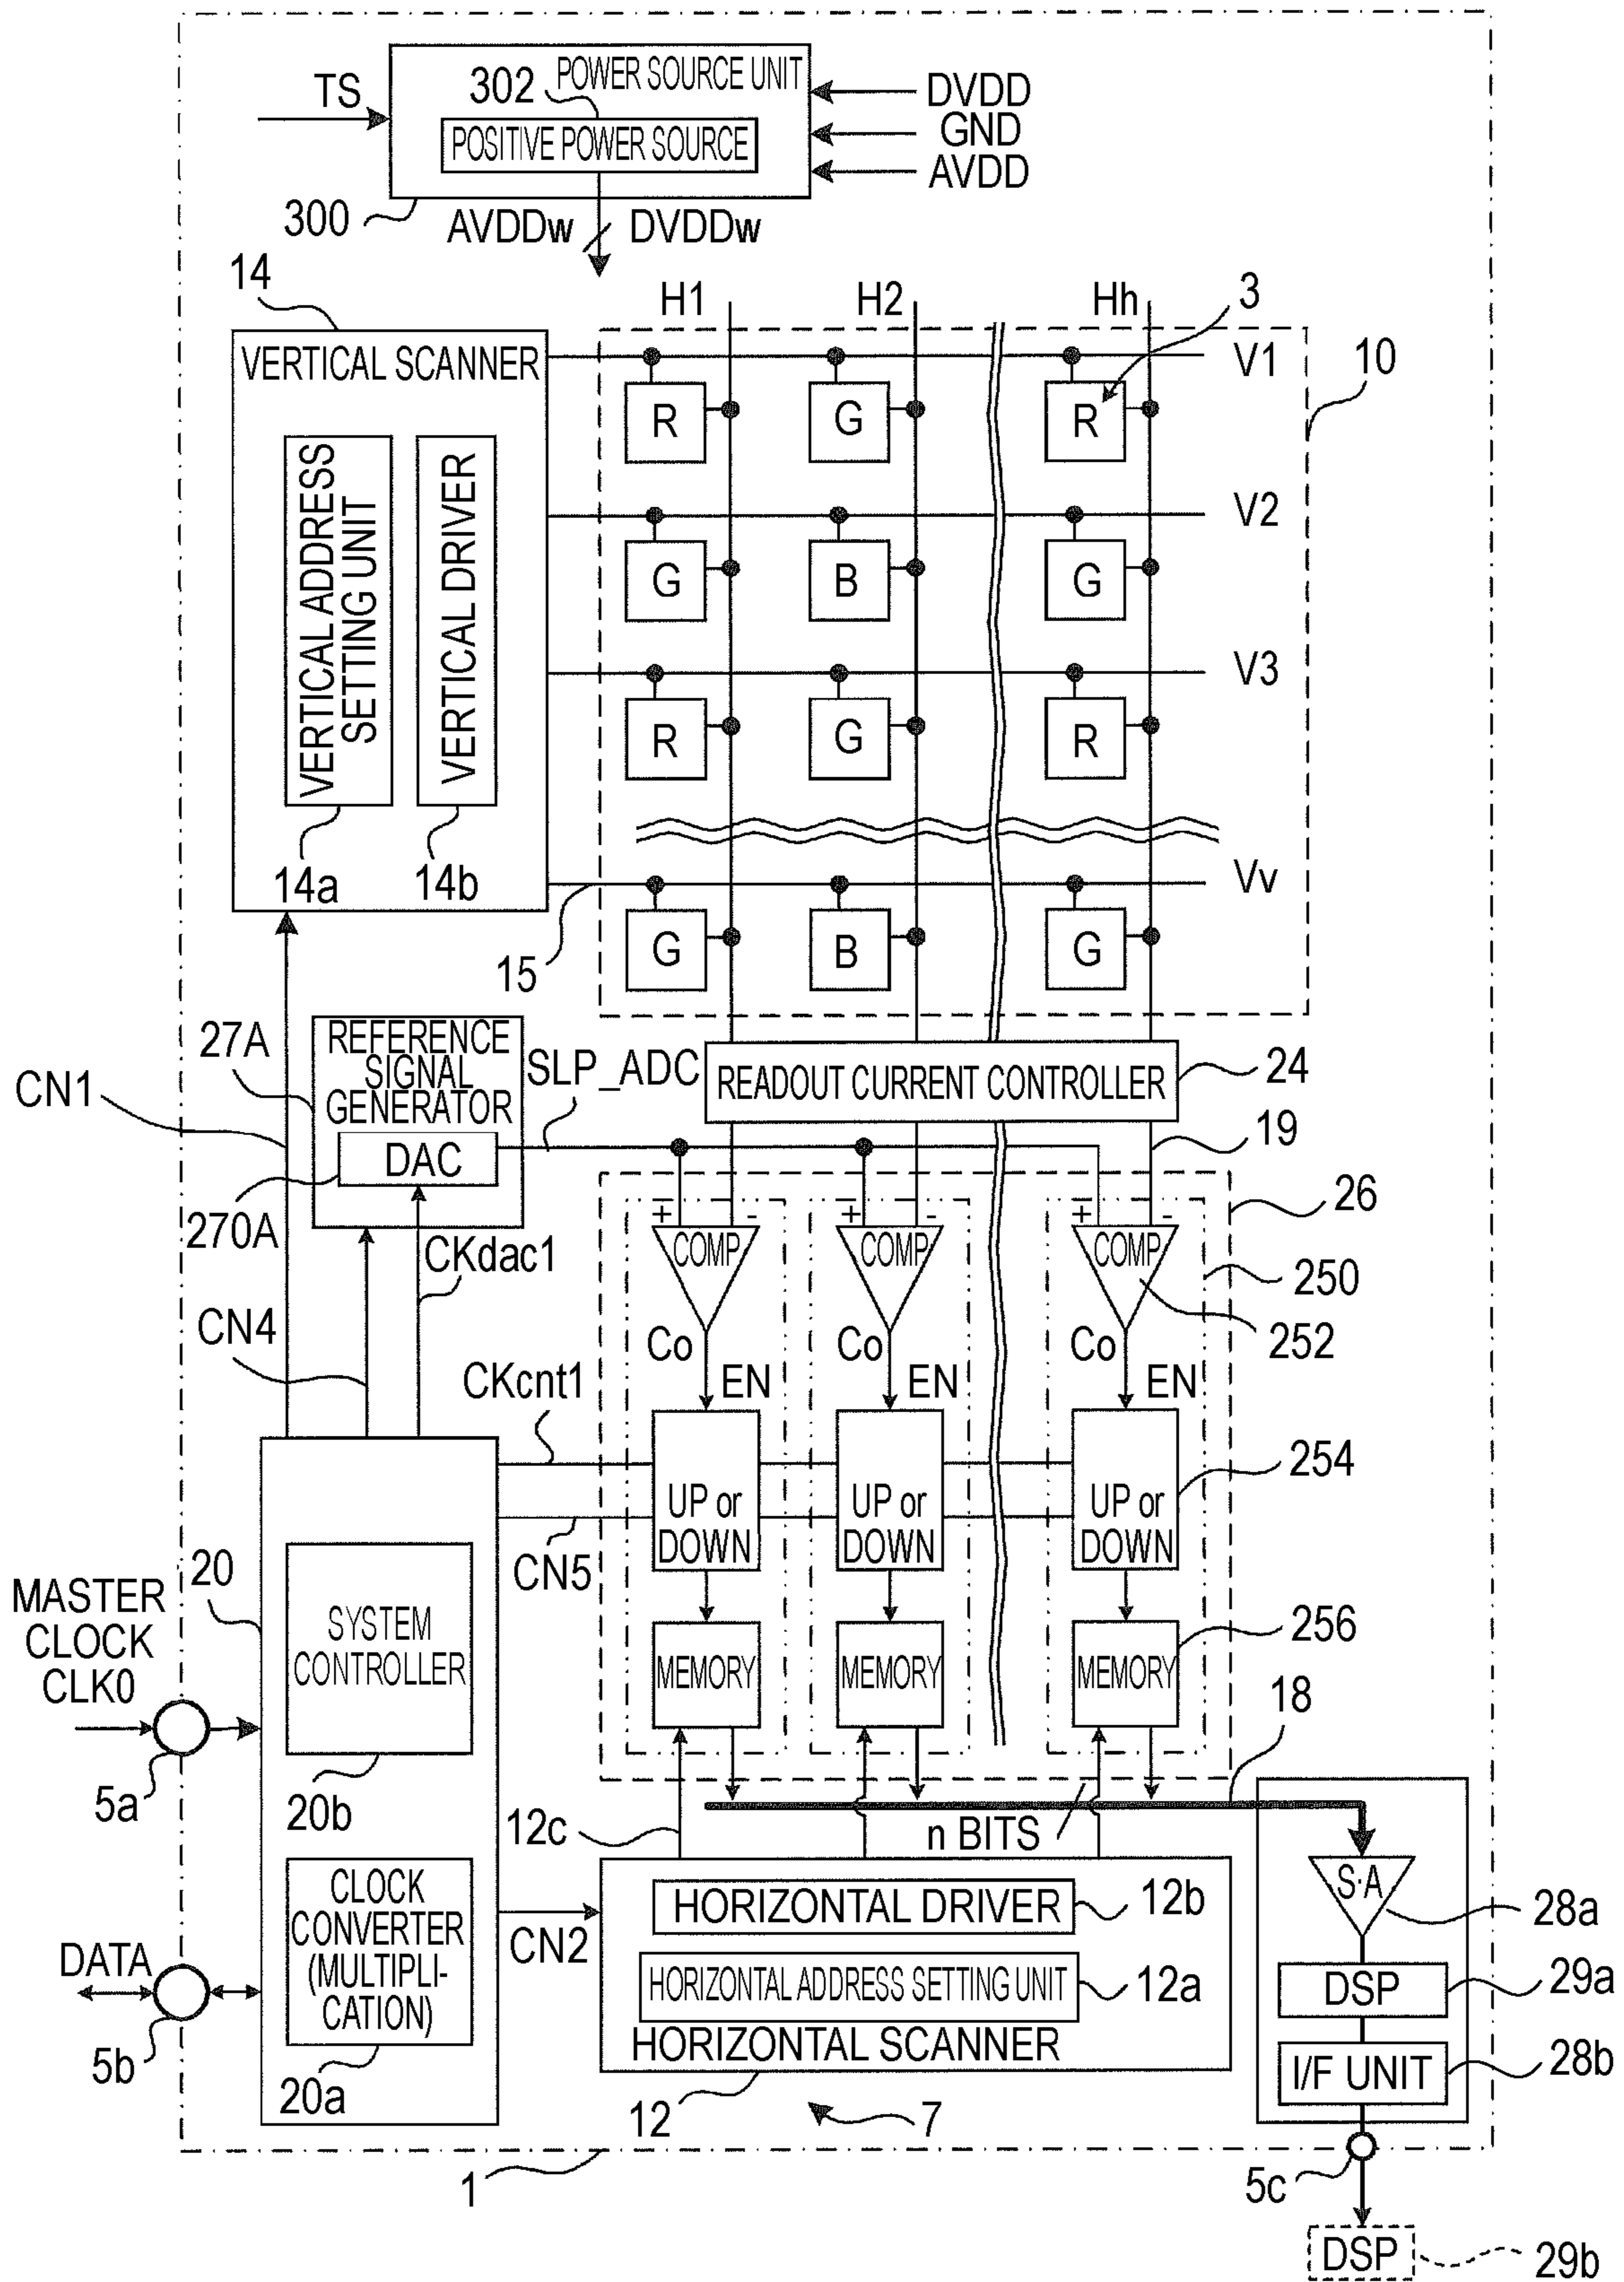 TS
302
POWER SOURCE UNIT
POSITIVE POWER SOURCE
DVDD
GND
AVDD
300
AVDDw
DVDDw
14
H1
H2
Hh
3
VERTICAL SCANNER
V1
10
R
G
R
VERTICAL ADDRESS
SETTING UNIT
VERTICAL DRIVER
V2
G
B
G
V3
R
G
R
14a
14b
Vv
15
G
B
G
27A
REFERENCE
SIGNAL
GENERATOR
SLP_ADC
READOUT CURRENT CONTROLLER
24
CN1
DAC
19
270A
CKdac1
26
+
-
+
-
+
-
COMP
COMP
COMP
250
252
CN4
Co
Co
Co
EN
EN
EN
CKcnt1
254
UP or
DOWN
UP or
DOWN
UP or
DOWN
CN5
20
MASTER
CLOCK
CLK0
SYSTEM
CONTROLLER
256
MEMORY
MEMORY
MEMORY
18
5a
20b
12c
n BITS
CLOCK
CONVERTER
(MULTIPLI-
CATION)
S·A
28a
HORIZONTAL DRIVER
12b
CN2
DATA
HORIZONTAL ADDRESS SETTING UNIT
12a
DSP
29a
HORIZONTAL SCANNER
5b
20a
I/F UNIT
28b
12
7
1
5c
DSP
29b